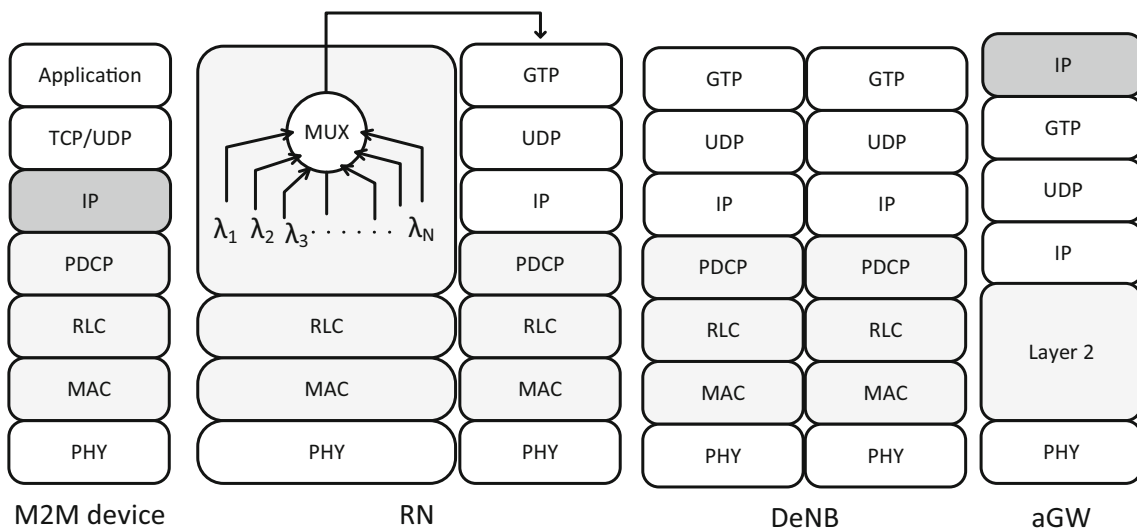 Application
TCP/UDP
IP
PDCP
RLC
MAC
PHY
M2M device
MUX
λ1 λ2 λ3 . . . . . . λN
RLC
MAC
PHY
GTP
UDP
IP
PDCP
RLC
MAC
PHY
RN
GTP GTP
UDP UDP
IP IP
PDCP PDCP
RLC RLC
MAC MAC
PHY PHY
DeNB
IP
GTP
UDP
IP
Layer 2
PHY
aGW